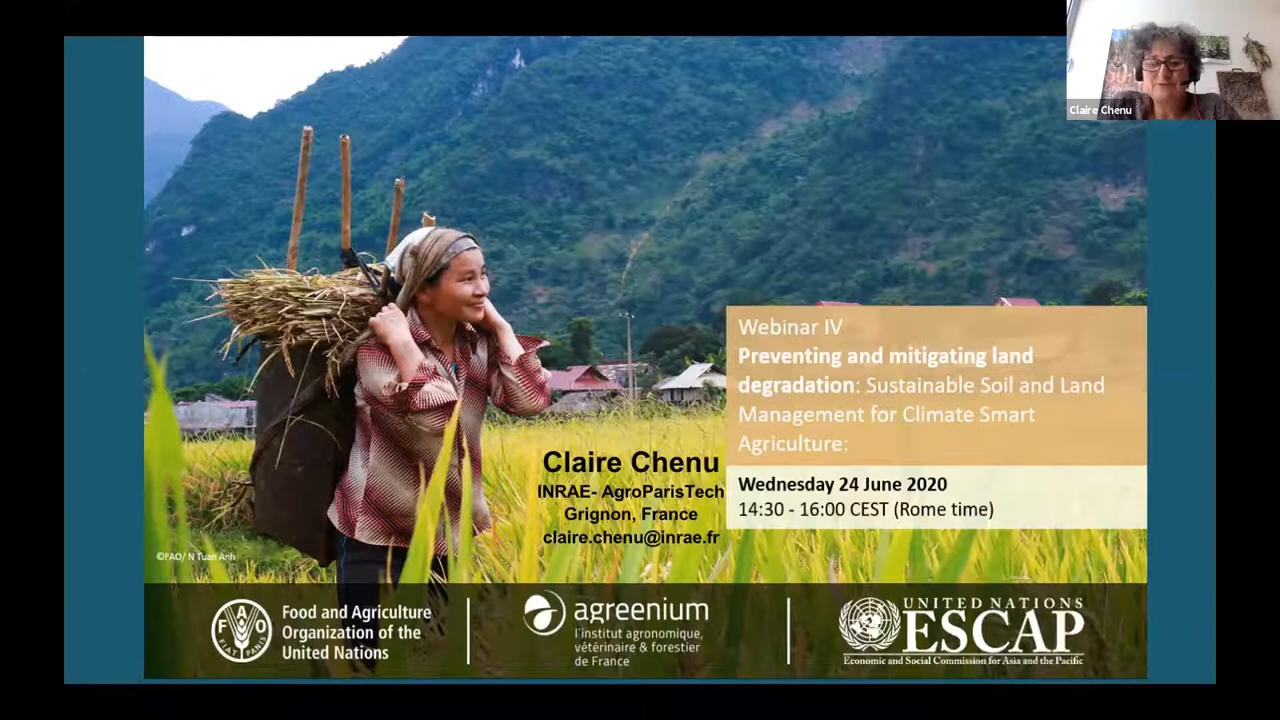 Claire Chenu
Webinar IV
Preventing and mitigating land
degradation: Sustainable Soil and Land
Management for Climate Smart
Agriculture:
Wednesday 24 June 2020
14:30 - 16:00 CEST (Rome time)
Claire Chenu
INRAE- AgroParisTech
Grignon, France
claire.chenu@inrae.fr
©FAO/ N Tuan Anh
FAO
FIAT PANIS
Food and Agriculture
Organization of the
United Nations
agreenium
l'institut agronomique,
vétérinaire & forestier
de France
UNITED NATIONS
ESCAP
Economic and Social Commission for Asia and the Pacific